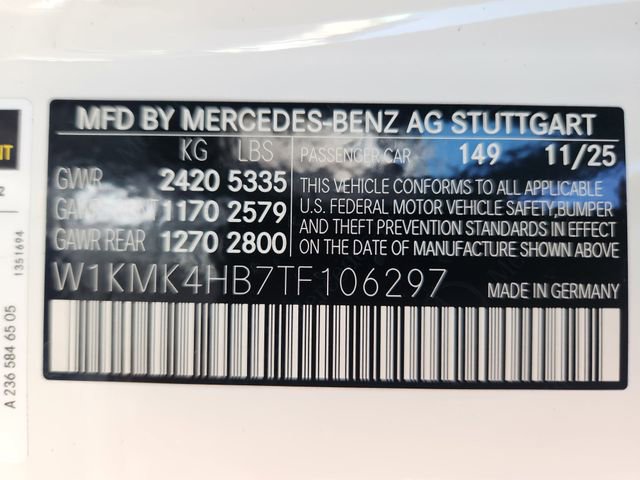 MFD BY MERCEDES-BENZ AG STUTTGART
KG LBS PASSENGER CAR 149 11/25
GVWR 2420 5335
GAWR FRONT 1170 2579
GAWR REAR 1270 2800
THIS VEHICLE CONFORMS TO ALL APPLICABLE
U.S. FEDERAL MOTOR VEHICLE SAFETY,BUMPER
AND THEFT PREVENTION STANDARDS IN EFFECT
ON THE DATE OF MANUFACTURE SHOWN ABOVE.
W1KMK4HB7TF106297
MADE IN GERMANY
A 236 584 65 05
1351694